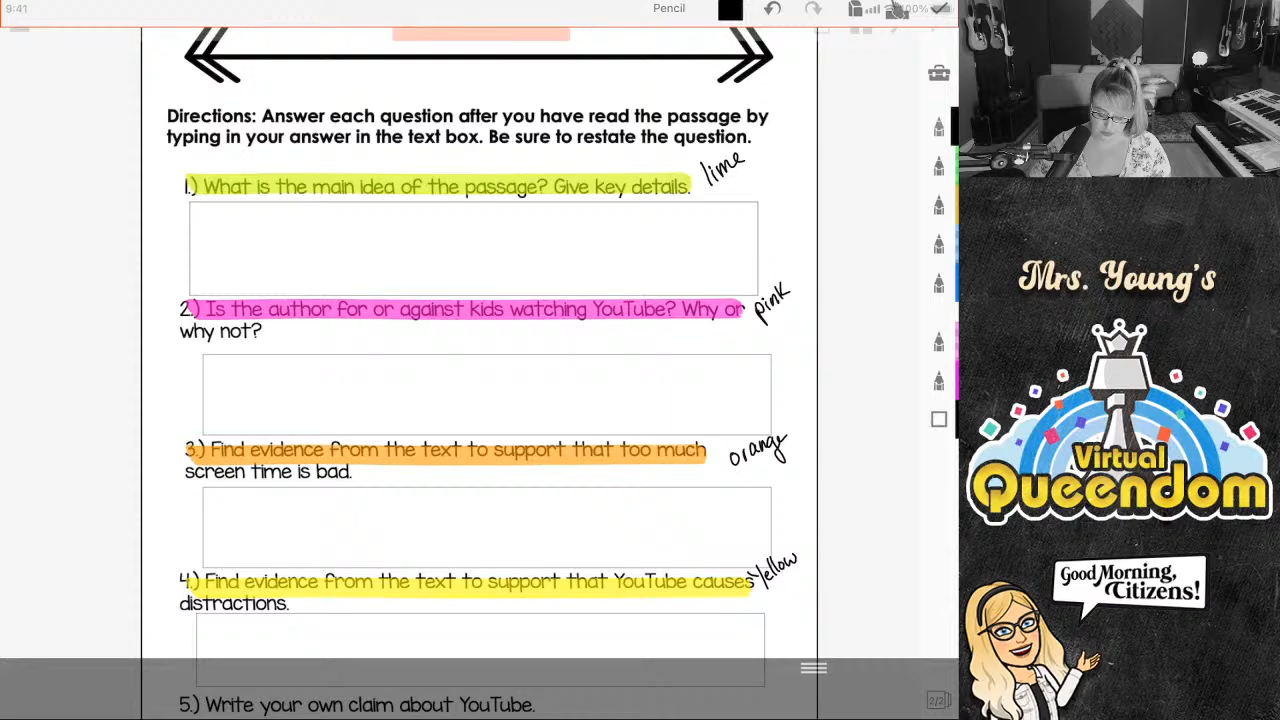 9:41
Pencil
100%
Directions: Answer each question after you have read the passage by
typing in your answer in the text box. Be sure to restate the question.
lime
1.) What is the main idea of the passage? Give key details.
pink
2.) Is the author for or against kids watching YouTube? Why or
why not?
orange
3.) Find evidence from the text to support that too much
screen time is bad.
Yellow
4.) Find evidence from the text to support that YouTube causes
distractions.
5.) Write your own claim about YouTube.
2/2
Mrs. Young's
Virtual
Queendom
Good Morning,
Citizens!